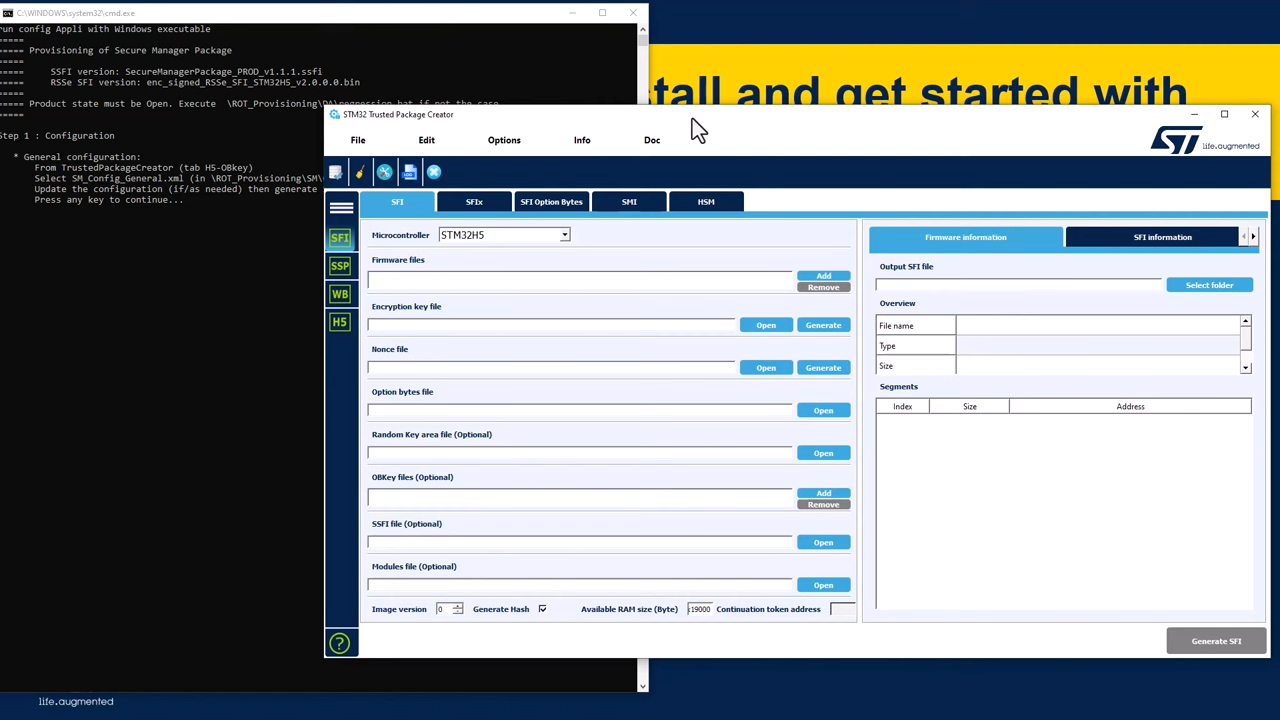 C:\WINDOWS\system32\cmd.exe
run config Appli with Windows executable
=====
===== Provisioning of Secure Manager Package
=====
===== SSFI version: SecureManagerPackage_PROD_v1.1.1.ssfi
===== RSSe SFI version: enc_signed_RSSe_SFI_STM32H5_v2.0.0.0.bin
=====
===== Product state must be Open. Execute \ROT_Provisioning\DA\regression.bat if not the case
=====
Step 1 : Configuration
* General configuration:
From TrustedPackageCreator (tab H5-OBkey)
Select SM_Config_General.xml (in \ROT_Provisioning\SM\
Update the configuration (if/as needed) then generate
Press any key to continue...
stall and get started with
STM32 Trusted Package Creator
File Edit Options Info Doc
ST life.augmented
SFI SFIx SFI Option Bytes SMI HSM
SFI
SSP
WB
H5
?
Microcontroller STM32H5
Firmware files
Add
Remove
Encryption key file
Open Generate
Nonce file
Open Generate
Option bytes file
Open
Random Key area file (Optional)
Open
OBKey files (Optional)
Add
Remove
SSFI file (Optional)
Open
Modules file (Optional)
Open
Image version 0 Generate Hash Available RAM size (Byte) 19000 Continuation token address
Firmware information SFI information
Output SFI file
Select folder
Overview
File name
Type
Size
Segments
Index Size Address
Generate SFI
life.augmented